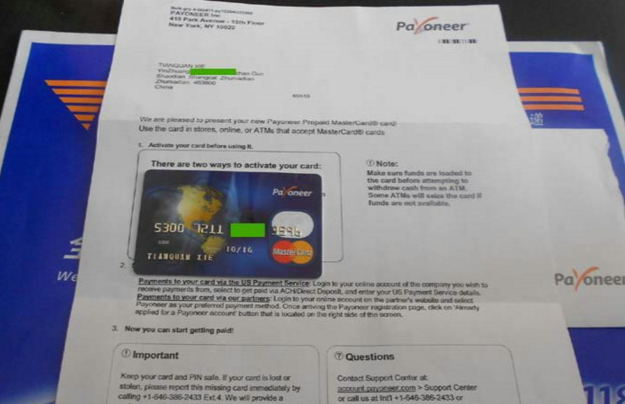 PAYONEER Inc
410 Park Avenue - 15th Floor
New York, NY 10022
Payoneer
TIANQUAN XIE
Shaodian Shangcai Zhumadian
Zhumadian 463800
China
We are pleased to present your new Payoneer Prepaid MasterCard® card!
Use the card in stores, online, or ATMs that accept MasterCard® cards
1. Activate your card before using it.
There are two ways to activate your card:
Note:
Make sure funds are loaded to
the card before attempting to
withdraw cash from an ATM.
Some ATMs will seize the card if
funds are not available.
Payoneer
5300 7211
10/16
MasterCard
TIANQUAN XIE
2.
Payments to your card via the US Payment Service: Login to your online account of the company you wish to
receive payments from, select to get paid via ACH/Direct Deposit, and enter your US Payment Service details.
Payments to your card via our partners: Login to your online account on the partner's website and select
Payoneer as your preferred payment method. Once arriving the Payoneer registration page, click on 'Already
applied for a Payoneer account' button that is located on the right side of the screen.
Payoneer
3. Now you can start getting paid!
Important
Keep your card and PIN safe. If your card is lost or
stolen, please report this missing card immediately by
calling +1-646-386-2433 Ext.4. We will provide a
? Questions
Contact Support Center at:
account.payoneer.com > Support Center
or call us at Int'l +1-646-386-2433 or
118
We